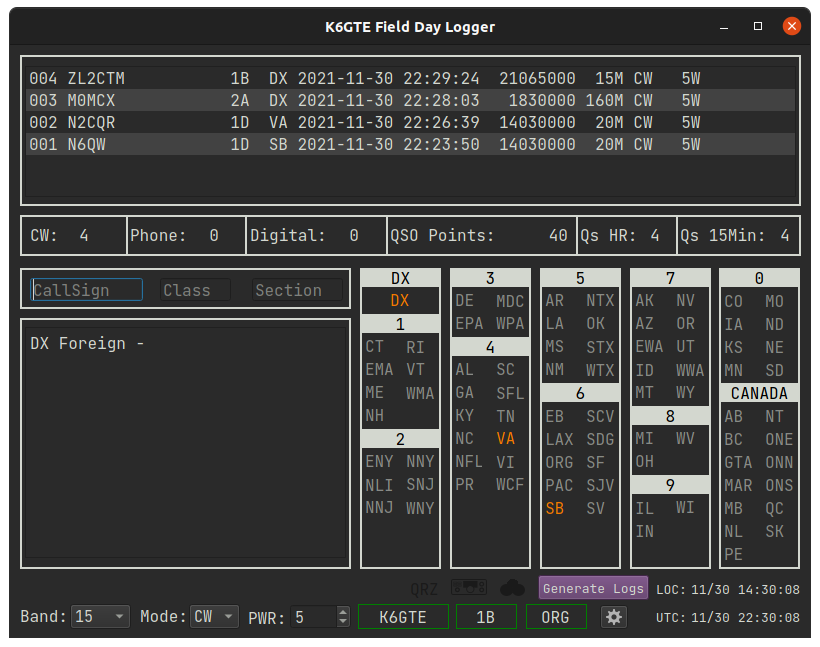 K6GTE Field Day Logger
004 ZL2CTM 1B DX 2021-11-30 22:29:24 21065000 15M CW 5W
003 M0MCX 2A DX 2021-11-30 22:28:03 1830000 160M CW 5W
002 N2CQR 1D VA 2021-11-30 22:26:39 14030000 20M CW 5W
001 N6QW 1D SB 2021-11-30 22:23:50 14030000 20M CW 5W
CW: 4 Phone: 0 Digital: 0 QSO Points: 40 Qs HR: 4 Qs 15Min: 4
CallSign Class Section
DX Foreign -
DX
DX
1
CT RI
EMA VT
ME WMA
NH
2
ENY NNY
NLI SNJ
NNJ WNY
3
DE MDC
EPA WPA
4
AL SC
GA SFL
KY TN
NC VA
NFL VI
PR WCF
5
AR NTX
LA OK
MS STX
NM WTX
6
EB SCV
LAX SDG
ORG SF
PAC SJV
SB SV
7
AK NV
AZ OR
EWA UT
ID WWA
MT WY
8
MI WV
OH
9
IL WI
IN
0
CO MO
IA ND
KS NE
MN SD
CANADA
AB NT
BC ONE
GTA ONN
MAR ONS
MB QC
NL SK
PE
QRZ Generate Logs LOC: 11/30 14:30:08
Band: 15 Mode: CW PWR: 5 K6GTE 1B ORG UTC: 11/30 22:30:08